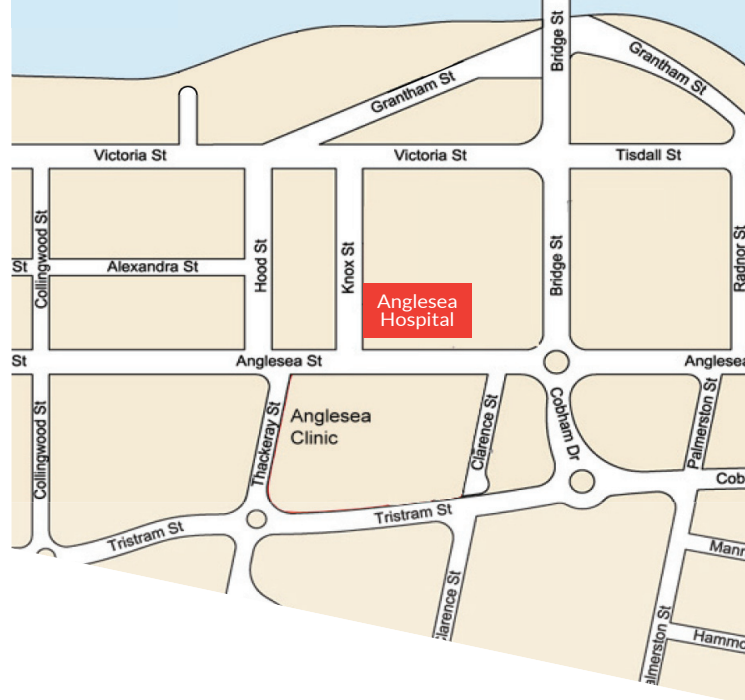 Bridge St
Grantham St
Grantham St
Victoria St
Victoria St
Tisdall St
Collingwood St
Hood St
Knox St
Bridge St
Radnor St
St
Alexandra St
Anglesea
Hospital
St
Anglesea St
Anglesea
Collingwood St
Thackeray St
Anglesea
Clinic
Clarence St
Cobham Dr
Palmerston St
Cob
Tristram St
Tristram St
Mann
larence St
almerston St
Hammo